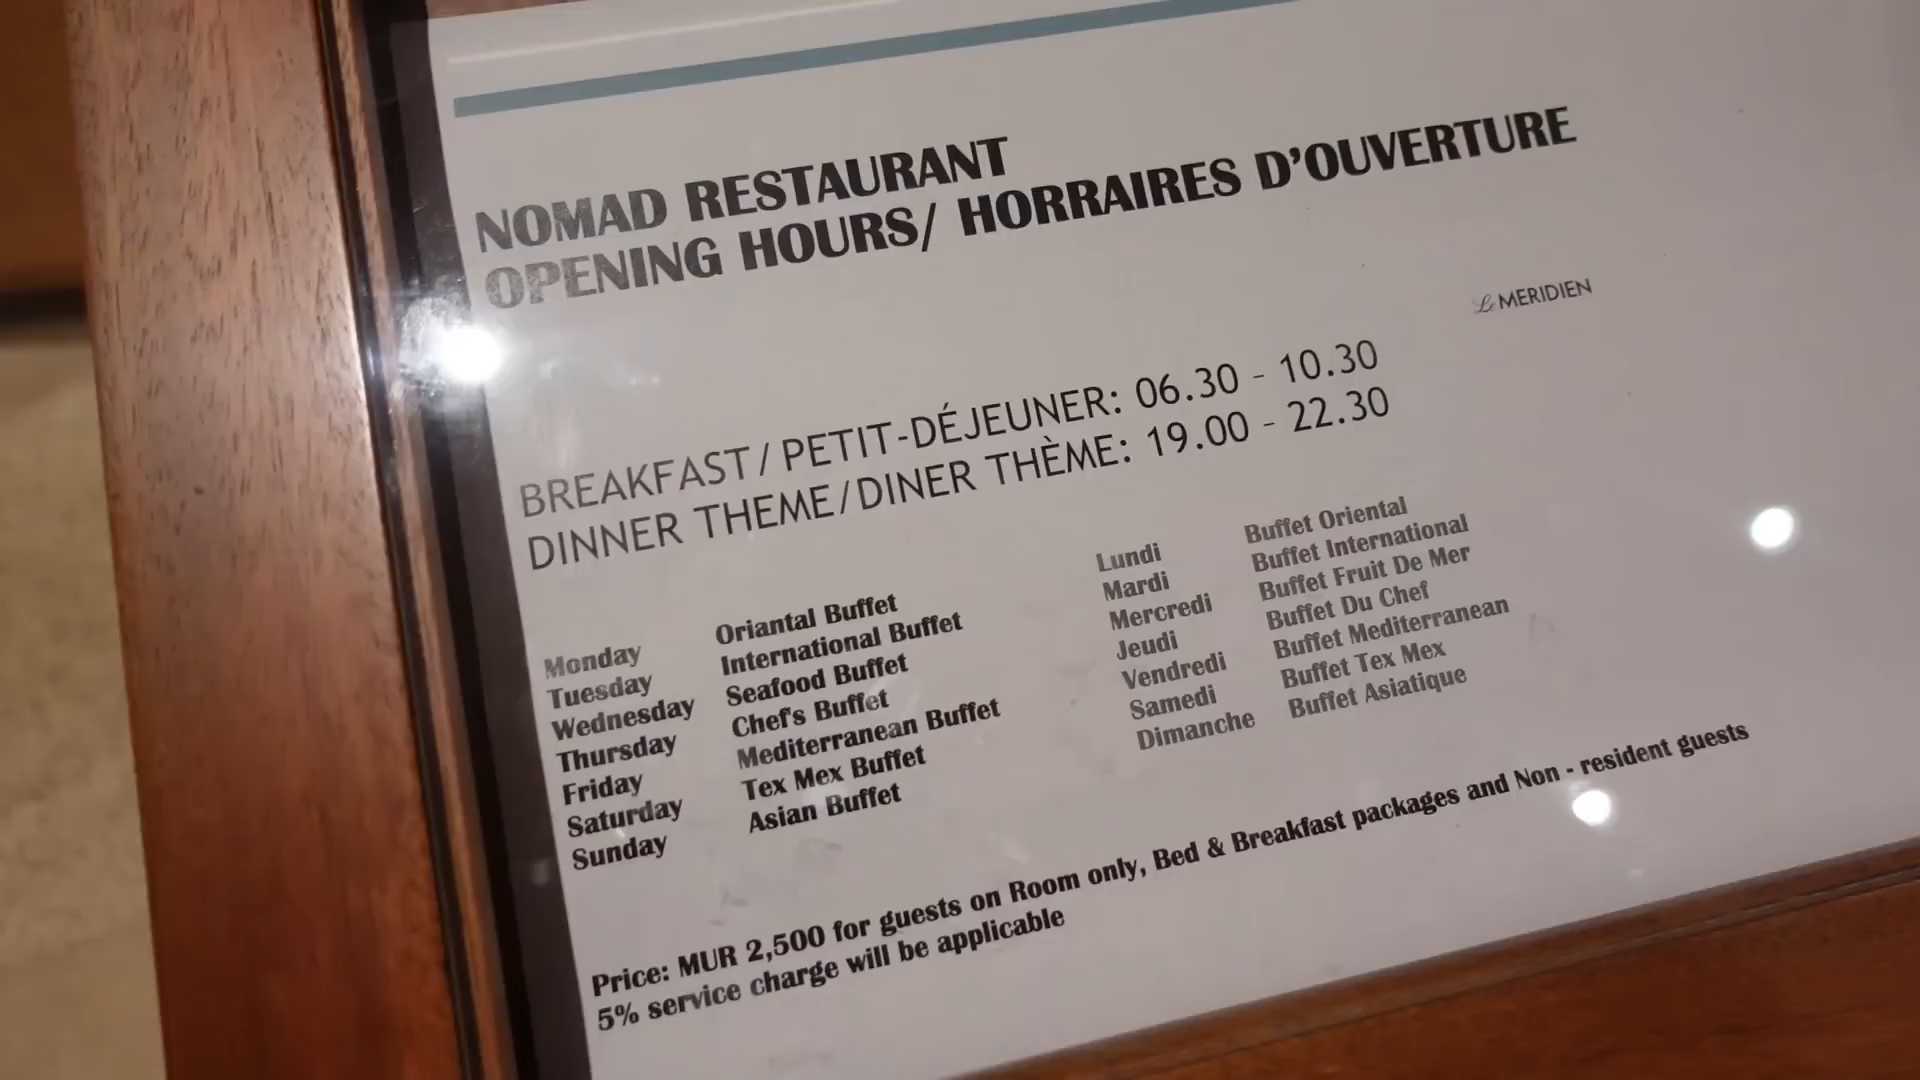 NOMAD RESTAURANT
OPENING HOURS/ HORRAIRES D'OUVERTURE
Le MERIDIEN
BREAKFAST/ PETIT-DÉJEUNER: 06.30 - 10.30
DINNER THEME/DINER THÈME: 19.00 - 22.30
Monday Oriantal Buffet
Tuesday International Buffet
Wednesday Seafood Buffet
Thursday Chef's Buffet
Friday Mediterranean Buffet
Saturday Tex Mex Buffet
Sunday Asian Buffet
Lundi Buffet Oriental
Mardi Buffet International
Mercredi Buffet Fruit De Mer
Jeudi Buffet Du Chef
Vendredi Buffet Mediterranean
Samedi Buffet Tex Mex
Dimanche Buffet Asiatique
Price: MUR 2,500 for guests on Room only, Bed & Breakfast packages and Non - resident guests
5% service charge will be applicable